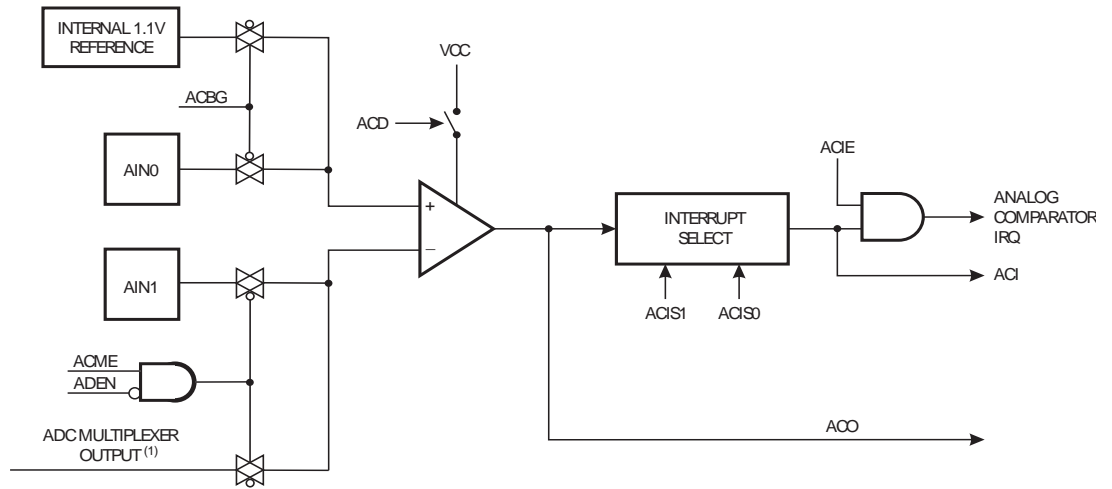 INTERNAL 1.1V
REFERENCE
VCC
ACBG
ACD
AIN0
ACIE
+
INTERRUPT
SELECT
ANALOG
COMPARATOR
IRQ
−
AIN1
ACI
ACIS1
ACIS0
ACME
ADEN
ADC MULTIPLEXER
OUTPUT (1)
ACO